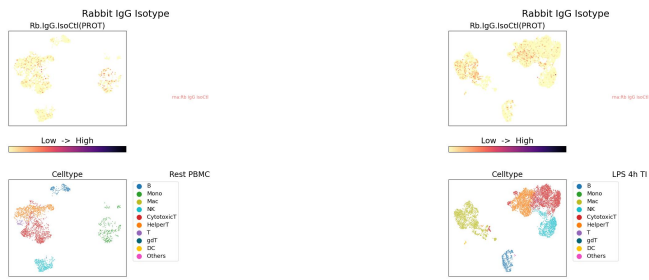 Rabbit IgG Isotype
Rb.IgG.IsoCtl(PROT)
Low -> High
Celltype
Rest PBMC
B
Mono
Mac
NK
CytotoxicT
HelperT
T
gdT
DC
Others
Rabbit IgG Isotype
Rb.IgG.IsoCtl(PROT)
Low -> High
Celltype
LPS 4h TI
B
Mono
Mac
NK
CytotoxicT
HelperT
T
gdT
DC
Others